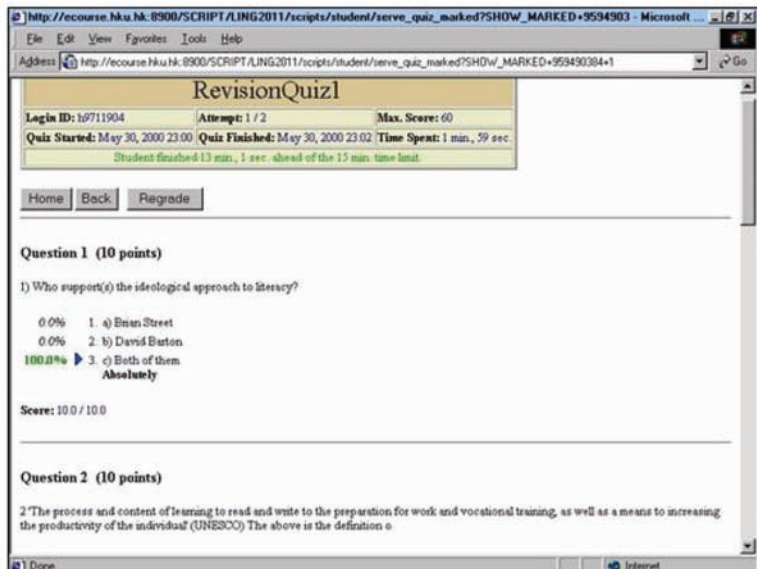 http://ecourse.hku.hk:8900/SCRIPT/LING2011/scripts/student/serve_quiz_marked?SHOW_MARKED+9594903 - Microsoft ...
File Edit View Favorites Tools Help
Address http://ecourse.hku.hk:8900/SCRIPT/LING2011/scripts/student/serve_quiz_marked?SHOW_MARKED+959490384+1 Go
RevisionQuiz1
Login ID: h9711904 Attempt: 1 / 2 Max. Score: 60
Quiz Started: May 30, 2000 23:00 Quiz Finished: May 30, 2000 23:02 Time Spent: 1 min., 59 sec.
Student finished 13 min., 1 sec. ahead of the 15 min. time limit.
Home Back Regrade
Question 1 (10 points)
1) Who support(s) the ideological approach to literacy?
0.0% 1. a) Brian Street
0.0% 2. b) David Barton
100.0% 3. c) Both of them
Absolutely
Score: 10.0 / 10.0
Question 2 (10 points)
2 'The process and content of learning to read and write to the preparation for work and vocational training, as well as a means to increasing
the productivity of the individual' (UNESCO) The above is the definition o
Done Internet